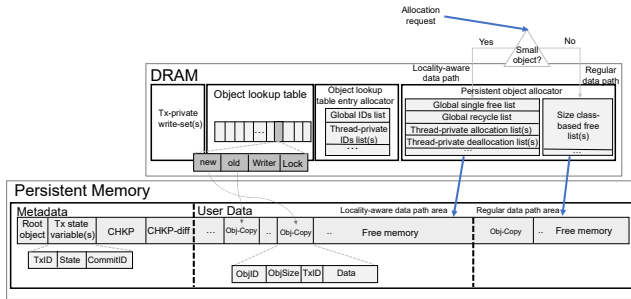 Allocation
request
Small
object?
Yes
No
Locality-aware
data path
Regular
data path
DRAM
Tx-private
write-set(s)
Object lookup table
...
new
old
Writer
Lock
Object lookup
table entry allocator
Global IDs list
Thread-private
IDs list(s)
...
Persistent object allocator
Global single free list
Global recycle list
Thread-private allocation list(s)
Thread-private deallocation list(s)
...
Size class-
based free
list(s)
Persistent Memory
Metadata
Root
object
Tx state
variable(s)
CHKP
CHKP-diff
TxID
State
CommitID
User Data
Locality-aware data path area
Regular data path area
...
Obj-Copy
..
Obj-Copy
..
Free memory
Obj-Copy
..
Free memory
ObjID
ObjSize
TxID
Data